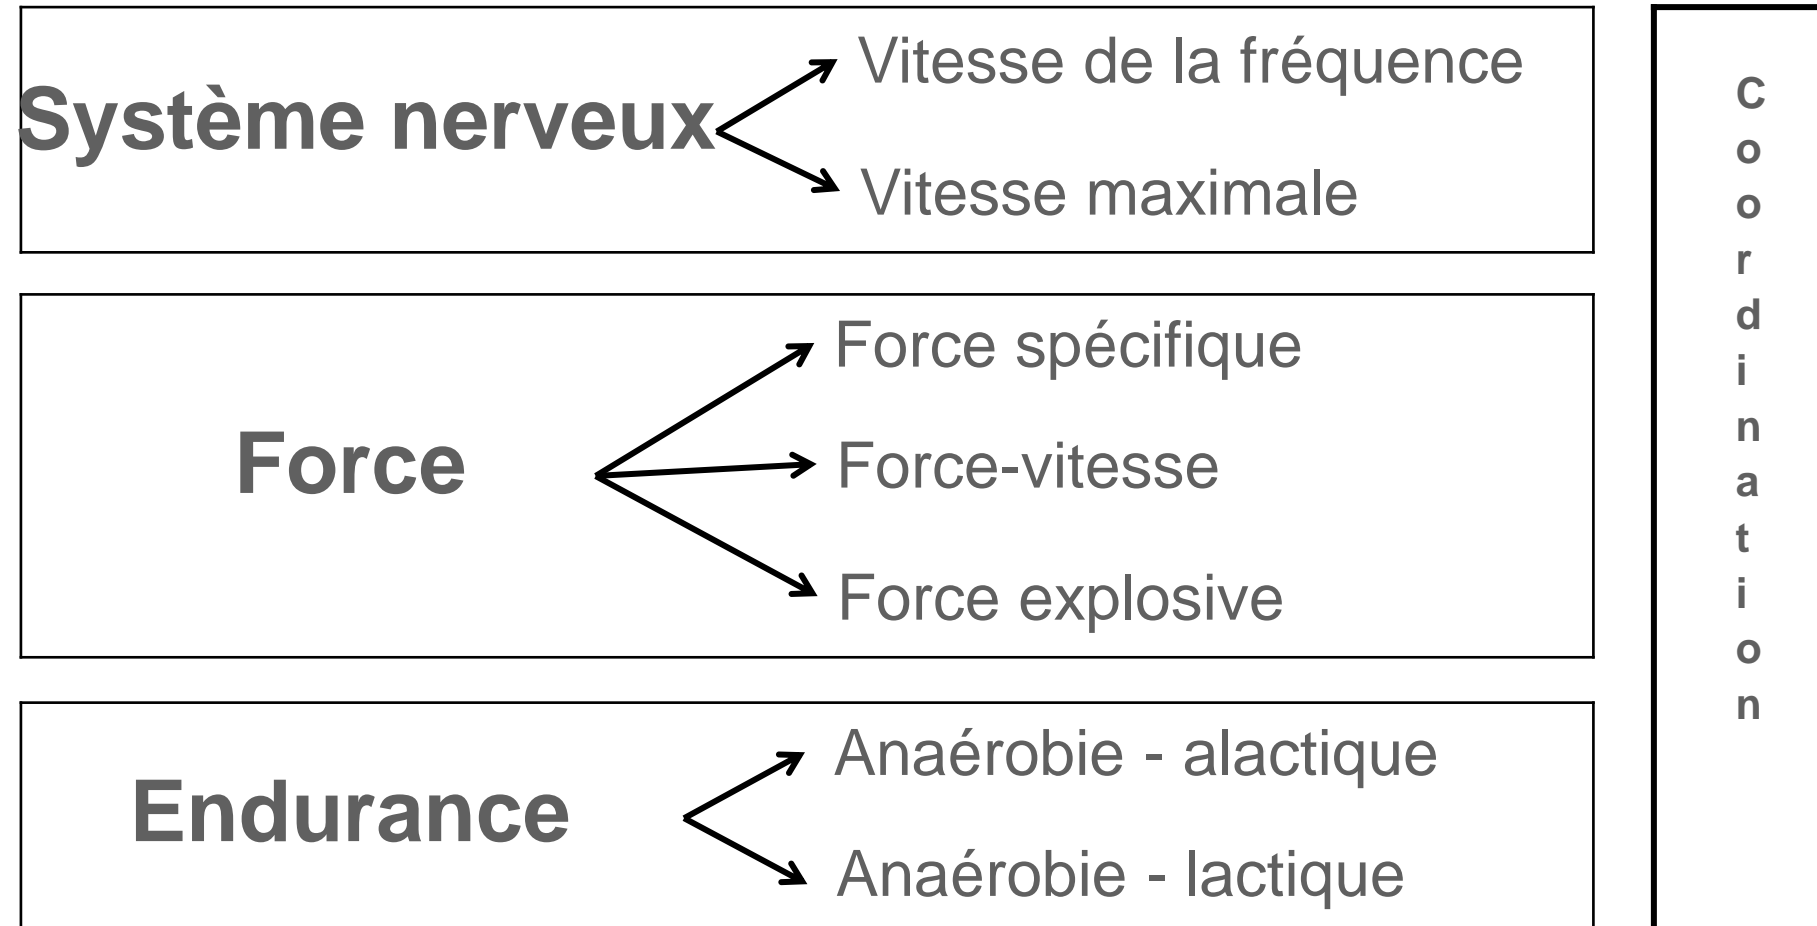 Système nerveux
Vitesse de la fréquence
Vitesse maximale
Force
Force spécifique
Force-vitesse
Force explosive
Endurance
Anaérobie - alactique
Anaérobie - lactique
C
o
o
r
d
i
n
a
t
i
o
n